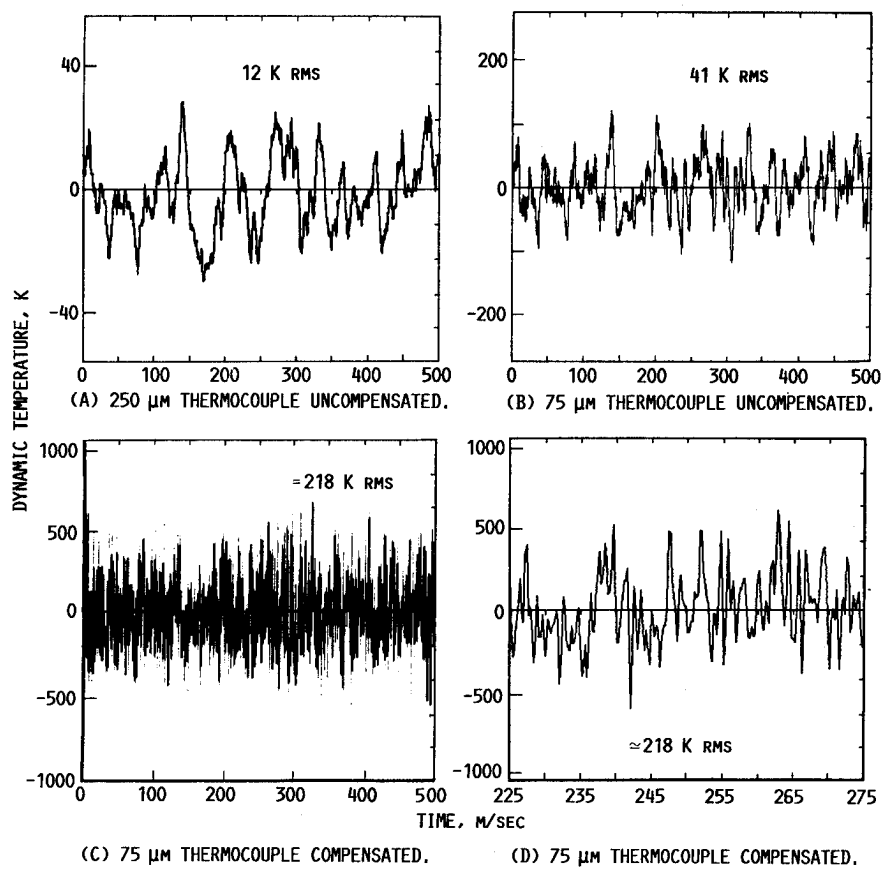 12 K RMS
40
0
-40
0 100 200 300 400 500
(A) 250 µM THERMOCOUPLE UNCOMPENSATED.
41 K RMS
200
0
-200
0 100 200 300 400 500
(B) 75 µM THERMOCOUPLE UNCOMPENSATED.
DYNAMIC TEMPERATURE, K
=218 K RMS
1000
500
0
-500
-1000
0 100 200 300 400 500
1000
500
0
-500
-1000
≃218 K RMS
225 235 245 255 265 275
TIME, M/SEC
(C) 75 µM THERMOCOUPLE COMPENSATED.
(D) 75 µM THERMOCOUPLE COMPENSATED.